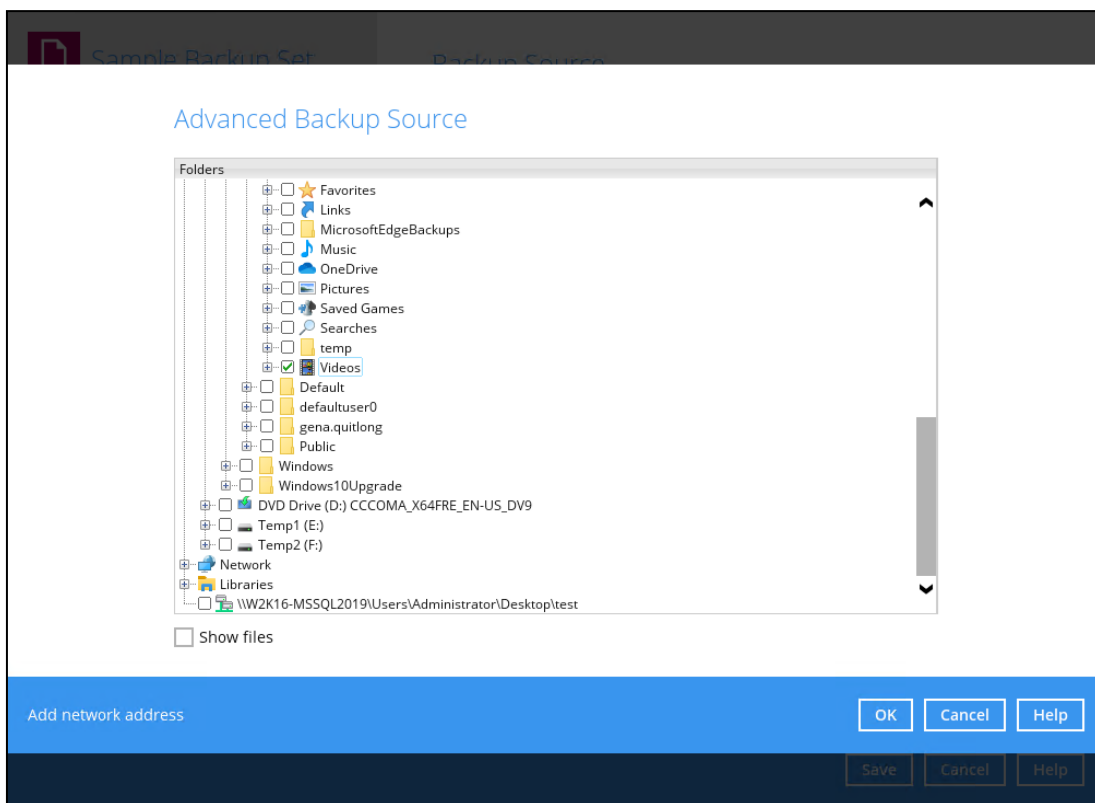 Sample Backup Set
Backup Source
Advanced Backup Source
Folders
Favorites
Links
MicrosoftEdgeBackups
Music
OneDrive
Pictures
Saved Games
Searches
temp
Videos
Default
defaultuser0
gena.quitlong
Public
Windows
Windows10Upgrade
DVD Drive (D:) CCCOMA_X64FRE_EN-US_DV9
Temp1 (E:)
Temp2 (F:)
Network
Libraries
\\W2K16-MSSQL2019\Users\Administrator\Desktop\test
Show files
Add network address OK Cancel Help
Save Cancel Help